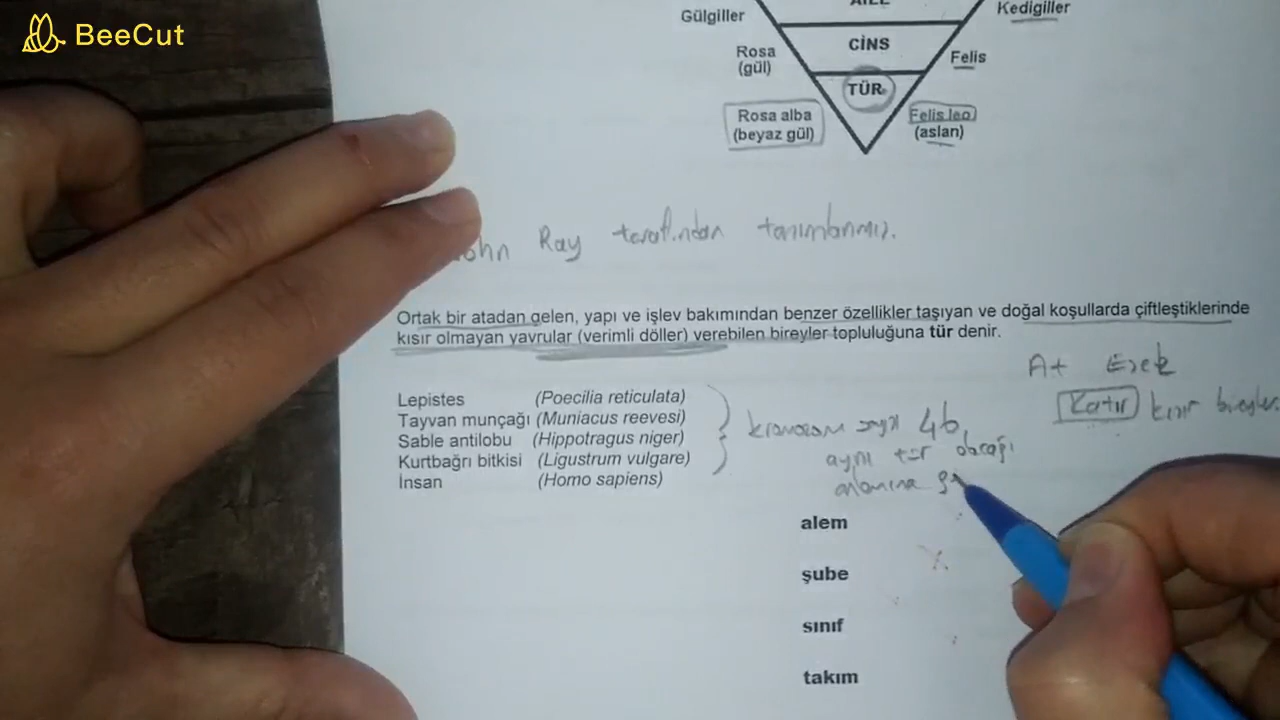 BeeCut
AİLE
Gülgiller
Kedigiller
CİNS
Rosa
(gül)
Felis
TÜR
Rosa alba
(beyaz gül)
Felis leo
(aslan)
ohn Ray tarafından tanımlanmış.
Ortak bir atadan gelen, yapı ve işlev bakımından benzer özellikler taşıyan ve doğal koşullarda çiftleştiklerinde
kısır olmayan yavrular (verimli döller) verebilen bireyler topluluğuna tür denir.
At Eşek
Katır kısır bireyler
Lepistes (Poecilia reticulata)
Tayvan munçağı (Muniacus reevesi)
Sable antilobu (Hippotragus niger)
Kurtbağrı bitkisi (Ligustrum vulgare)
İnsan (Homo sapiens)
kromozom sayısı 46,
aynı tür olacağı
anlamına
alem
şube
sınıf
takım